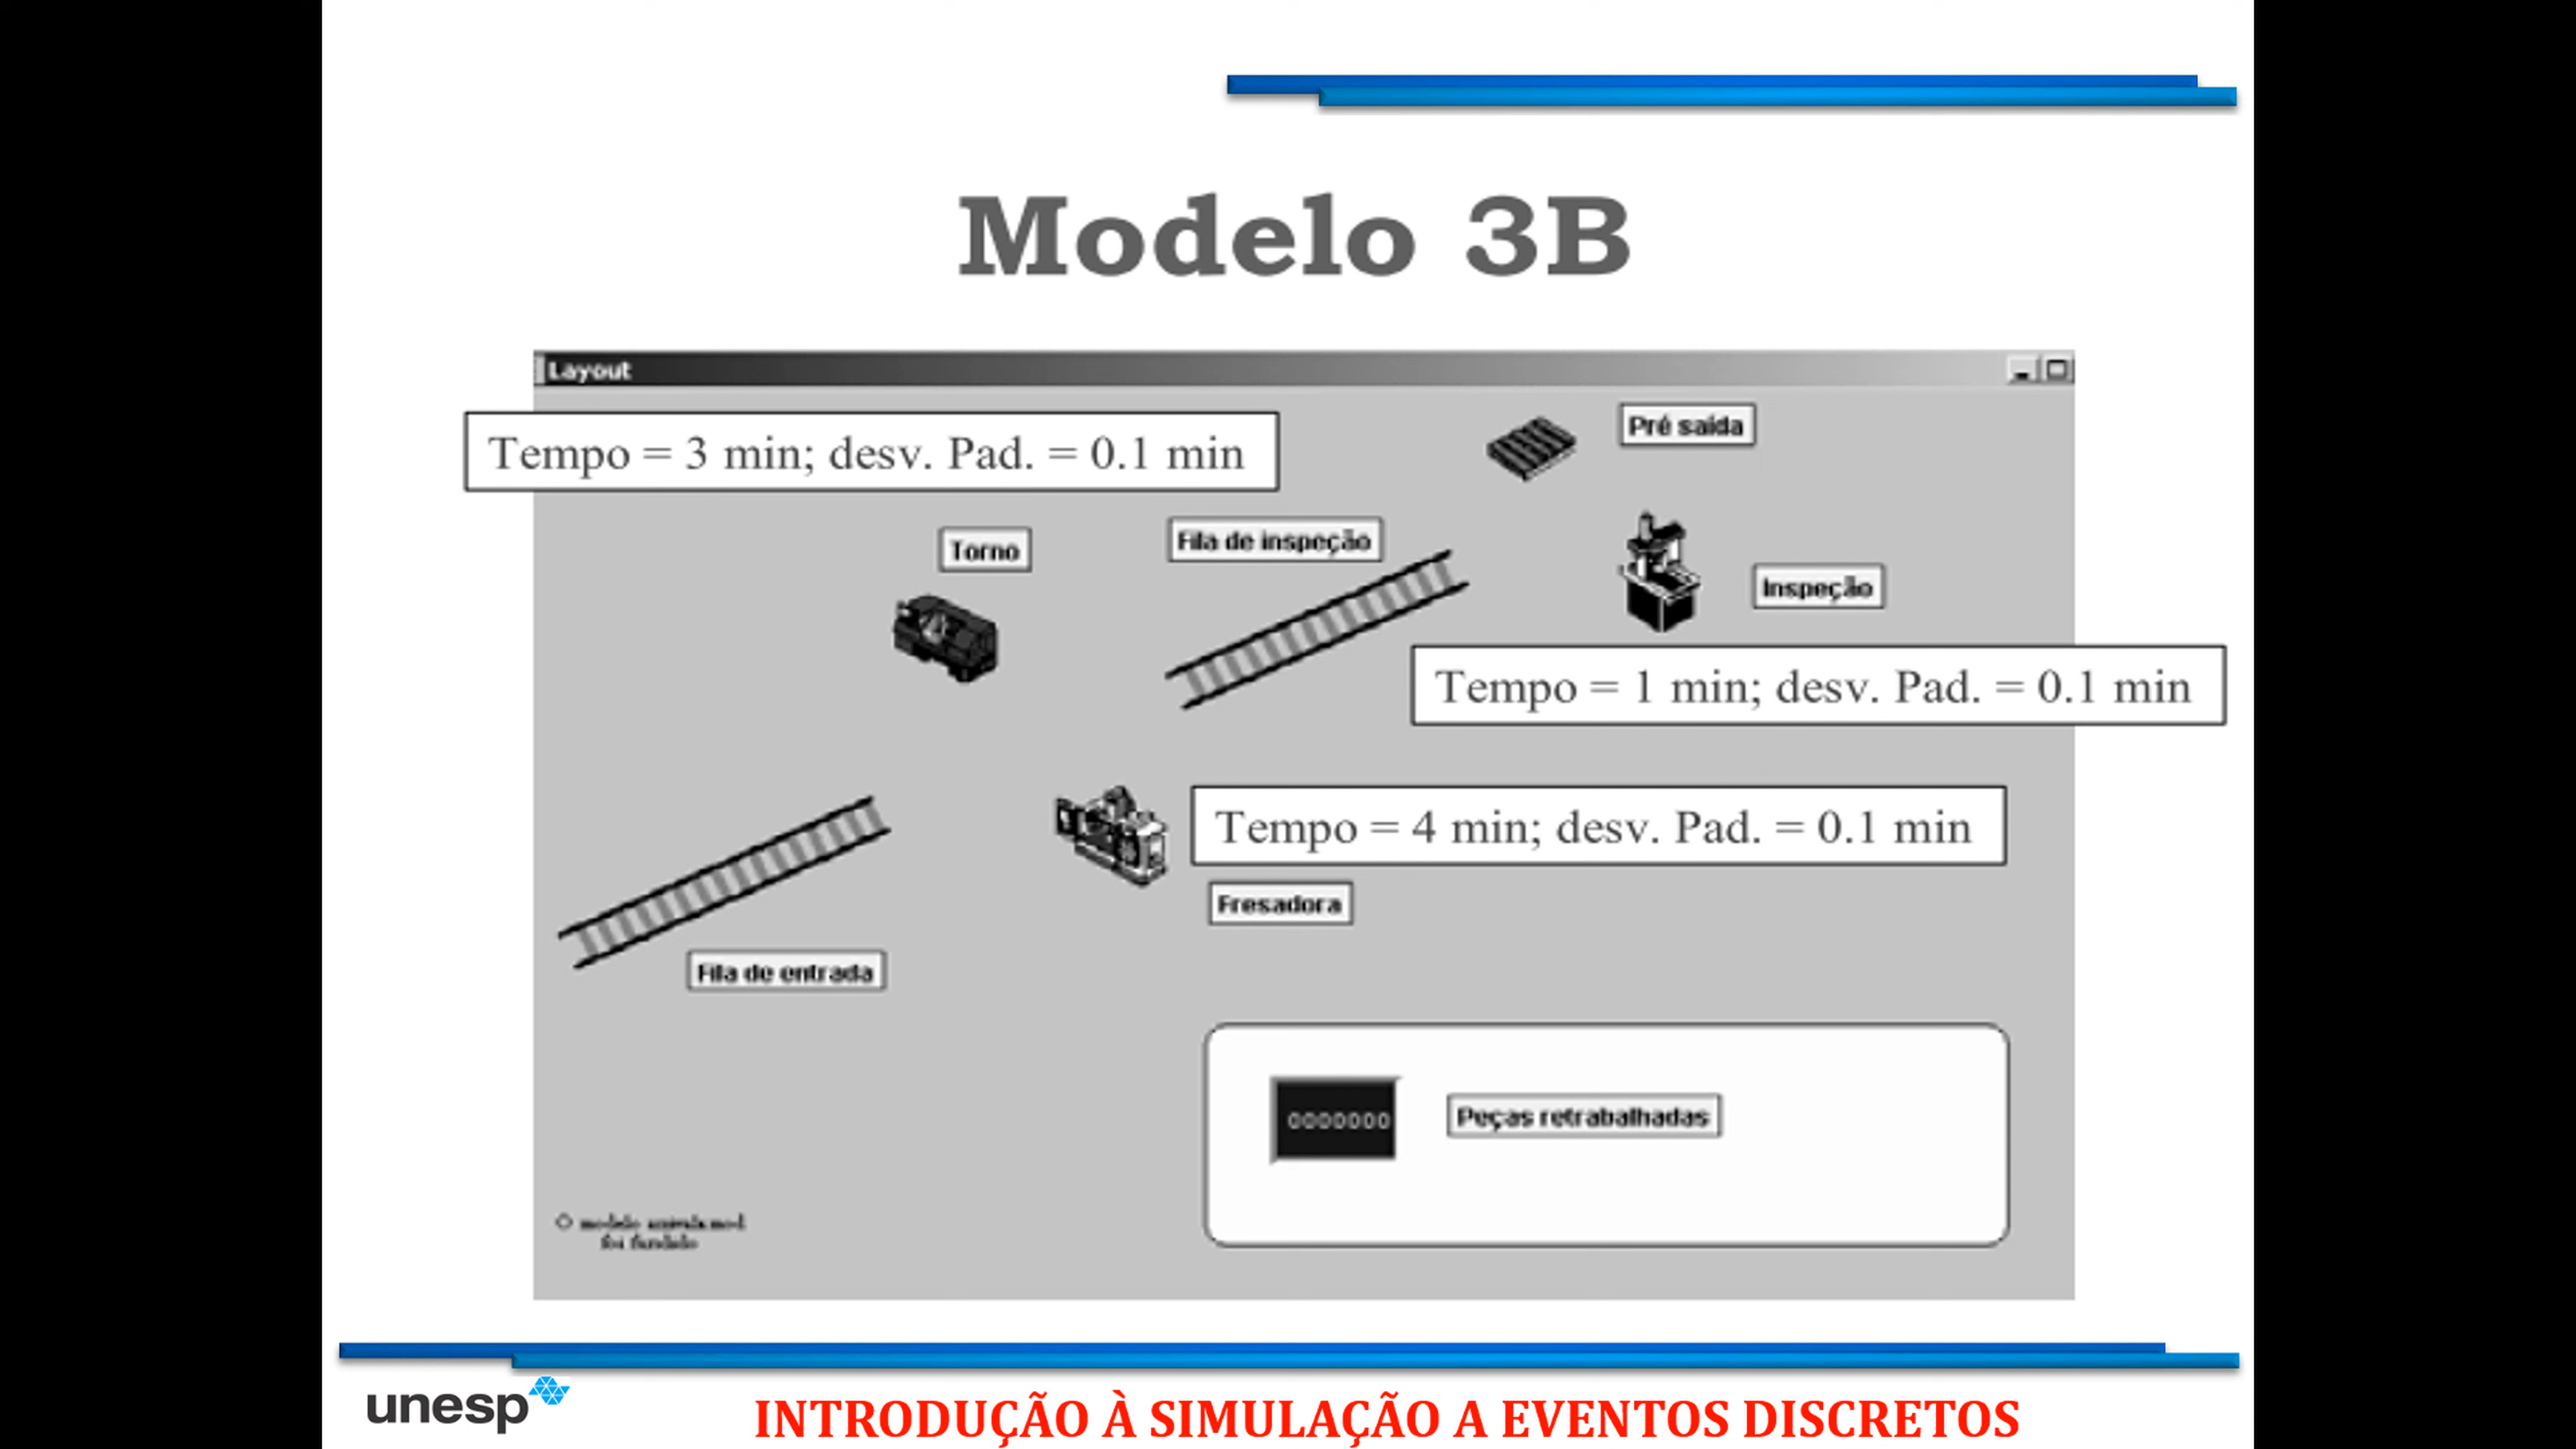 Modelo 3B
Layout
Tempo = 3 min; desv. Pad. = 0.1 min
Pré saída
Torno
Fila de inspeção
Inspeção
Tempo = 1 min; desv. Pad. = 0.1 min
Tempo = 4 min; desv. Pad. = 0.1 min
Fresadora
Fila de entrada
0000000
Peças retrabalhadas
modelo
unesp
INTRODUÇÃO À SIMULAÇÃO A EVENTOS DISCRETOS